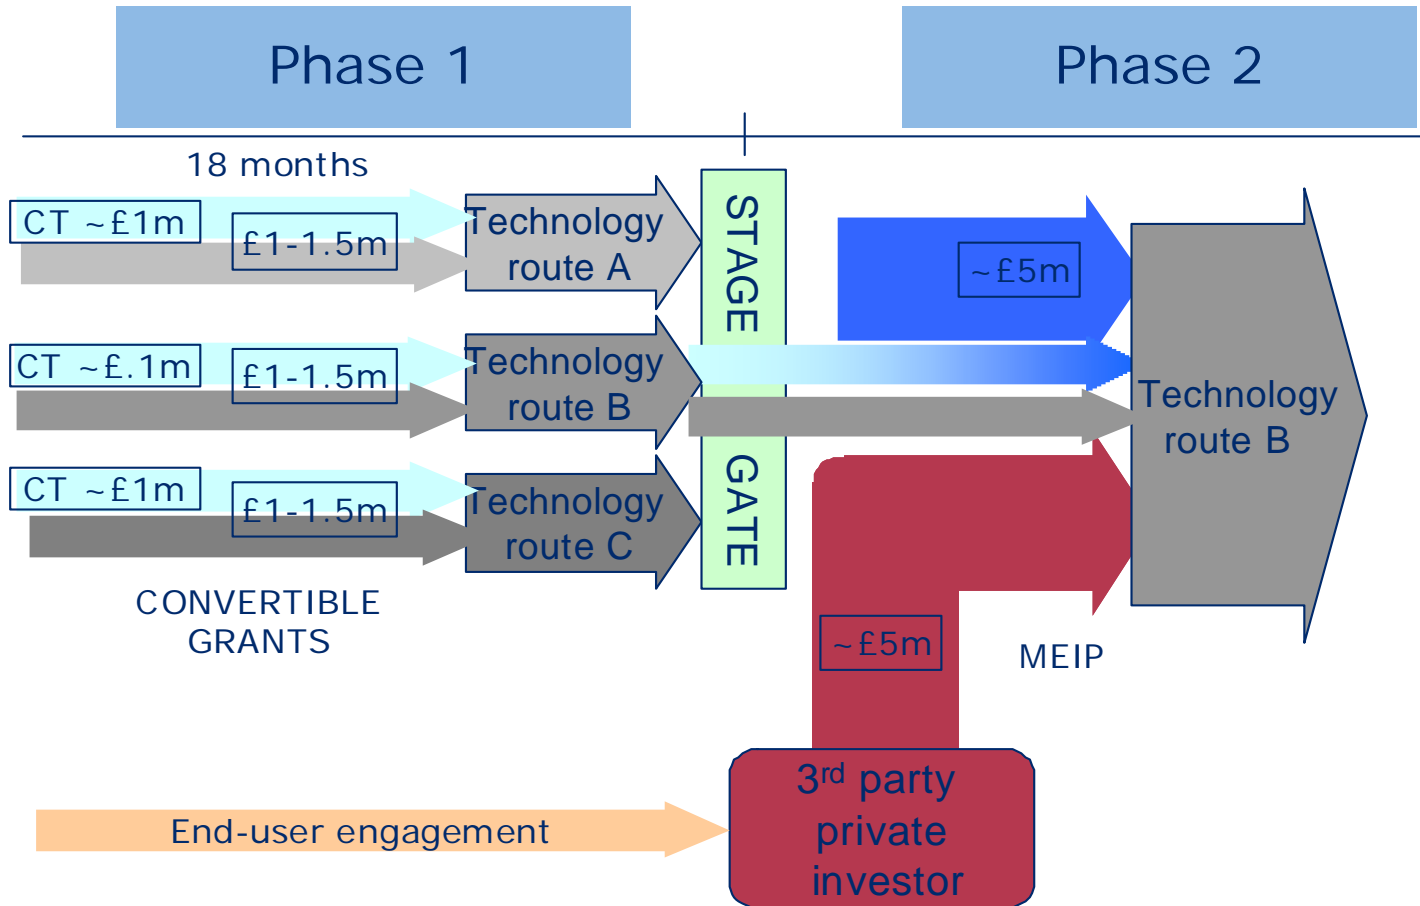 Phase 1
Phase 2
18 months
CT ~£1m
£1-1.5m
Technology
route A
CT ~£.1m
£1-1.5m
Technology
route B
CT ~£1m
£1-1.5m
Technology
route C
STAGE GATE
~£5m
Technology
route B
CONVERTIBLE
GRANTS
~£5m
MEIP
End-user engagement
3rd party
private
investor